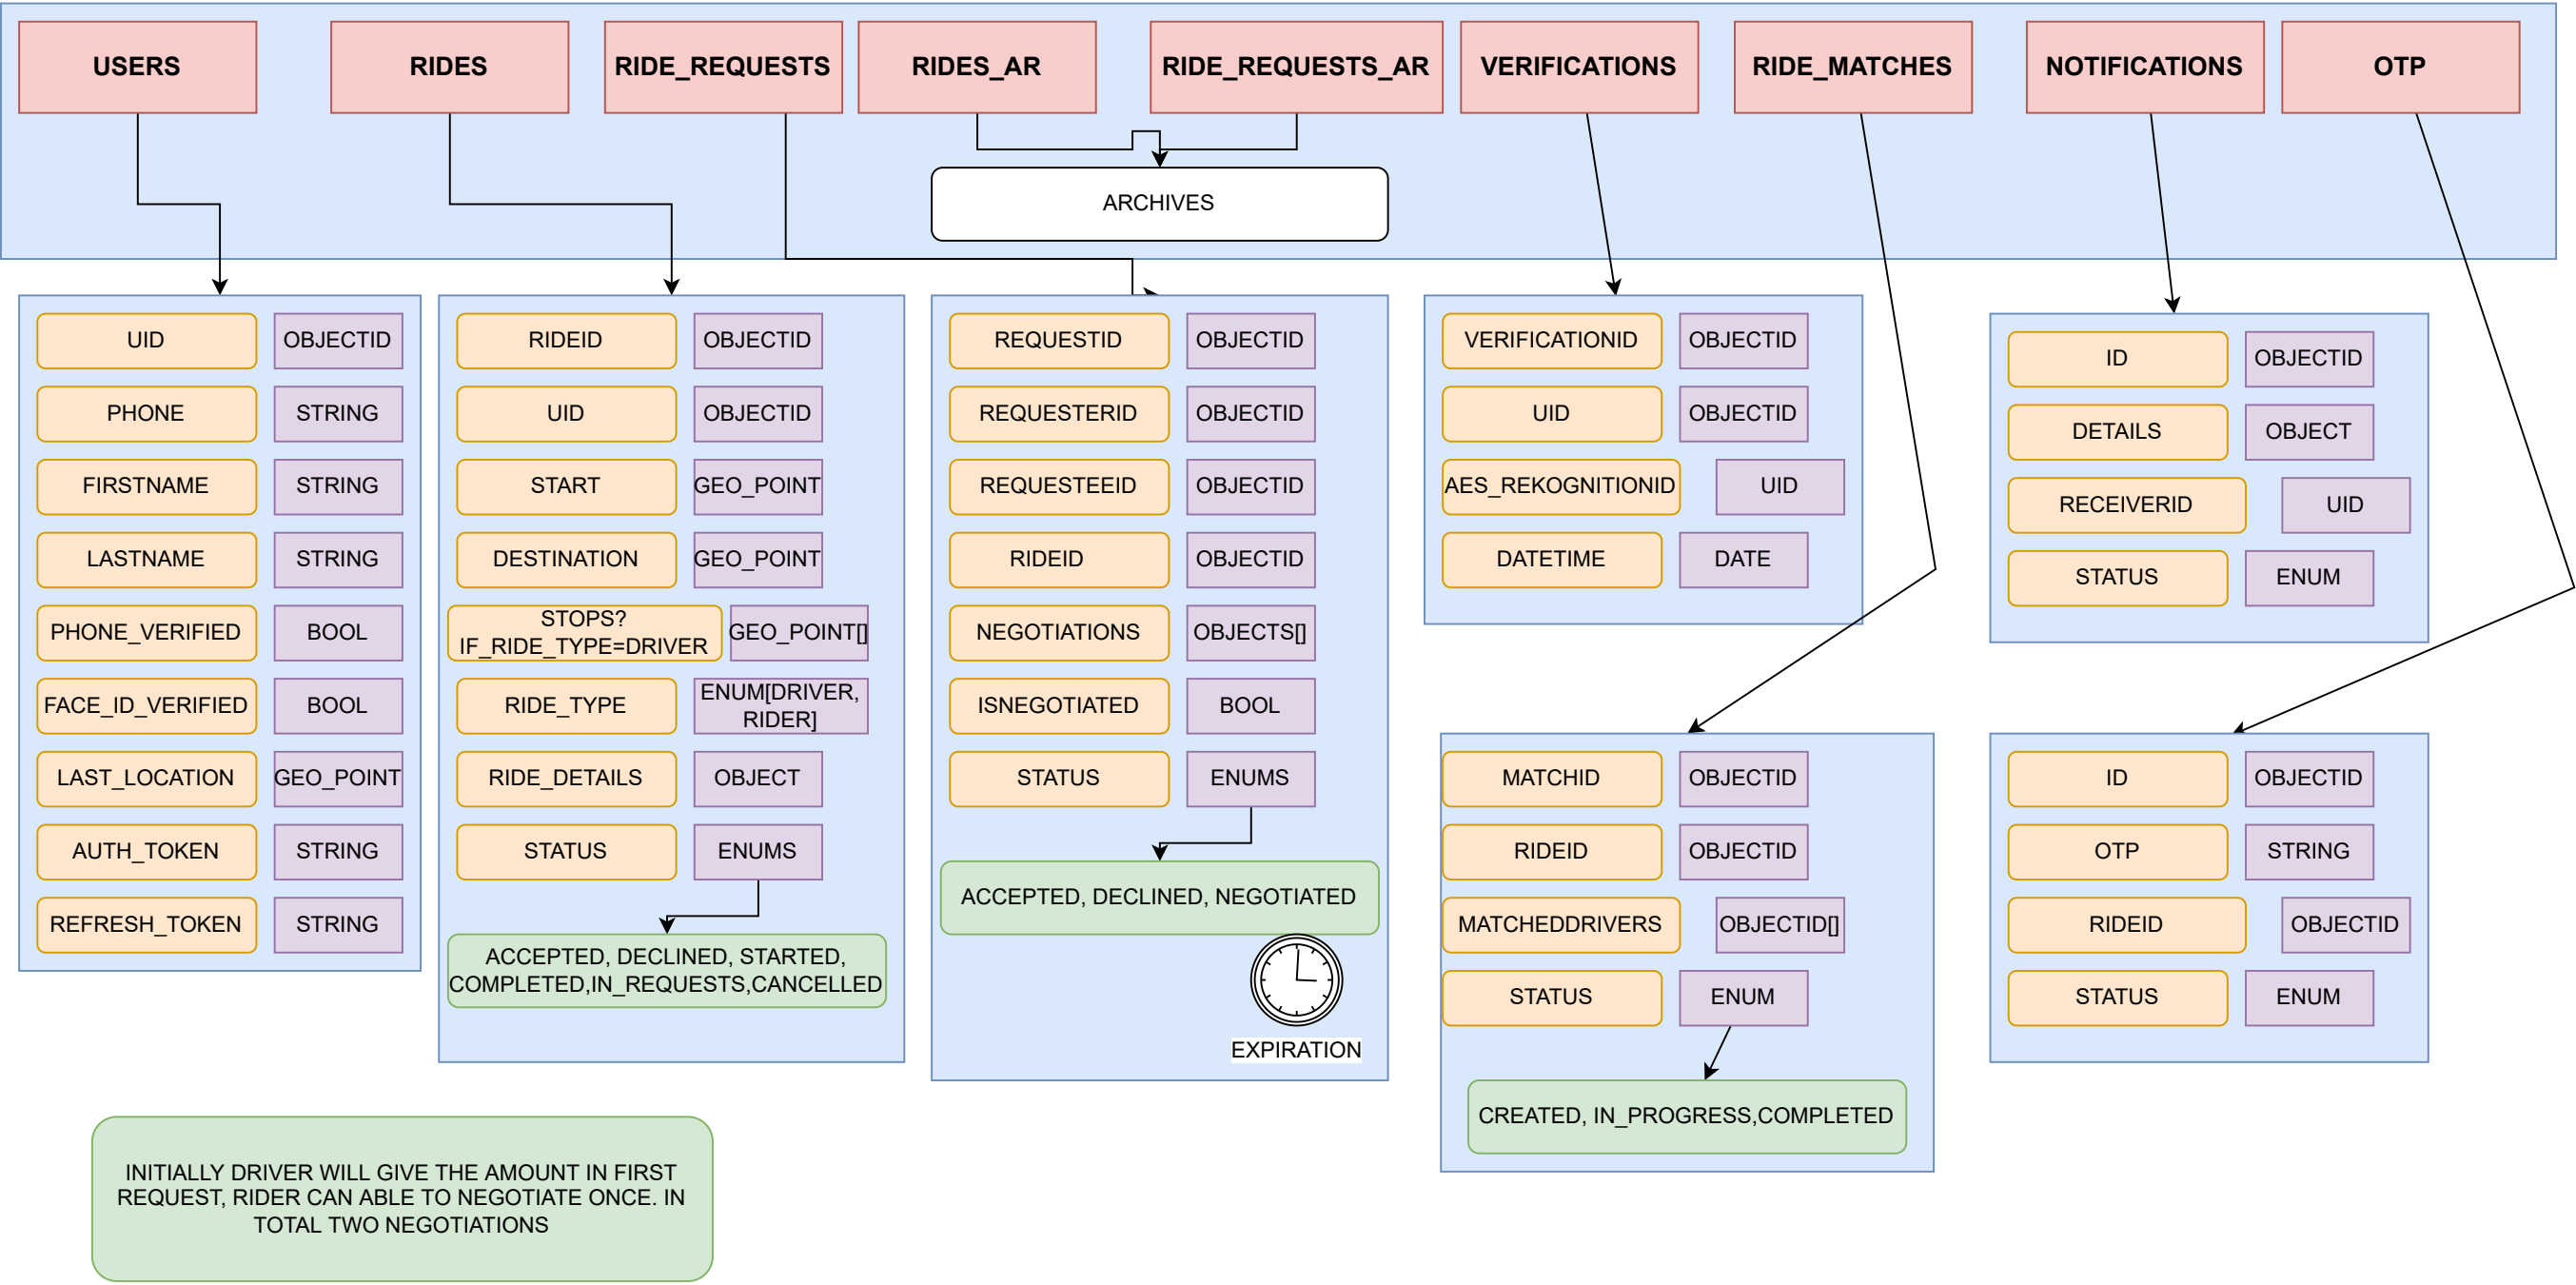 USERS
RIDES
RIDE_REQUESTS
RIDES_AR
RIDE_REQUESTS_AR
VERIFICATIONS
RIDE_MATCHES
NOTIFICATIONS
OTP
ARCHIVES
UID
OBJECTID
PHONE
STRING
FIRSTNAME
STRING
LASTNAME
STRING
PHONE_VERIFIED
BOOL
FACE_ID_VERIFIED
BOOL
LAST_LOCATION
GEO_POINT
AUTH_TOKEN
STRING
REFRESH_TOKEN
STRING
RIDEID
OBJECTID
UID
OBJECTID
START
GEO_POINT
DESTINATION
GEO_POINT
STOPS?
IF_RIDE_TYPE=DRIVER
GEO_POINT[]
RIDE_TYPE
ENUM[DRIVER,
RIDER]
RIDE_DETAILS
OBJECT
STATUS
ENUMS
ACCEPTED, DECLINED, STARTED,
COMPLETED,IN_REQUESTS,CANCELLED
REQUESTID
OBJECTID
REQUESTERID
OBJECTID
REQUESTEEID
OBJECTID
RIDEID
OBJECTID
NEGOTIATIONS
OBJECTS[]
ISNEGOTIATED
BOOL
STATUS
ENUMS
ACCEPTED, DECLINED, NEGOTIATED
EXPIRATION
VERIFICATIONID
OBJECTID
UID
OBJECTID
AES_REKOGNITIONID
UID
DATETIME
DATE
MATCHID
OBJECTID
RIDEID
OBJECTID
MATCHEDDRIVERS
OBJECTID[]
STATUS
ENUM
CREATED, IN_PROGRESS,COMPLETED
ID
OBJECTID
DETAILS
OBJECT
RECEIVERID
UID
STATUS
ENUM
ID
OBJECTID
OTP
STRING
RIDEID
OBJECTID
STATUS
ENUM
INITIALLY DRIVER WILL GIVE THE AMOUNT IN FIRST
REQUEST, RIDER CAN ABLE TO NEGOTIATE ONCE. IN
TOTAL TWO NEGOTIATIONS